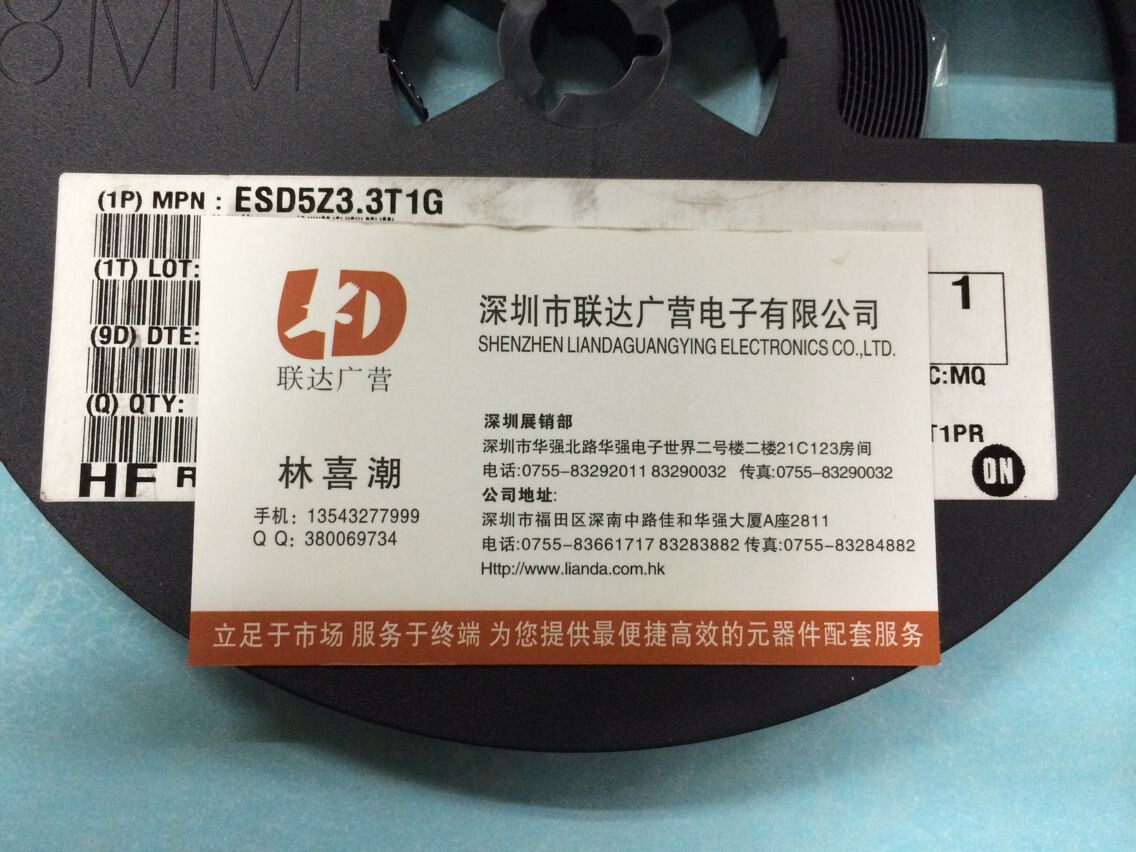 8MM
(1P) MPN : ESD5Z3.3T1G
(1T) LOT:
(9D) DTE:
(Q) QTY:
HF R
1
C:MQ
T1PR
ON
LD
联达广营
深圳市联达广营电子有限公司
SHENZHEN LIANDAGUANGYING ELECTRONICS CO.,LTD.
林喜潮
手机：13543277999
Q Q：380069734
深圳展销部
深圳市华强北路华强电子世界二号楼二楼21C123房间
电话:0755-83292011 83290032 传真:0755-83290032
公司地址:
深圳市福田区深南中路佳和华强大厦A座2811
电话:0755-83661717 83283882 传真:0755-83284882
Http://www.lianda.com.hk
立足于市场 服务于终端 为您提供最便捷高效的元器件配套服务